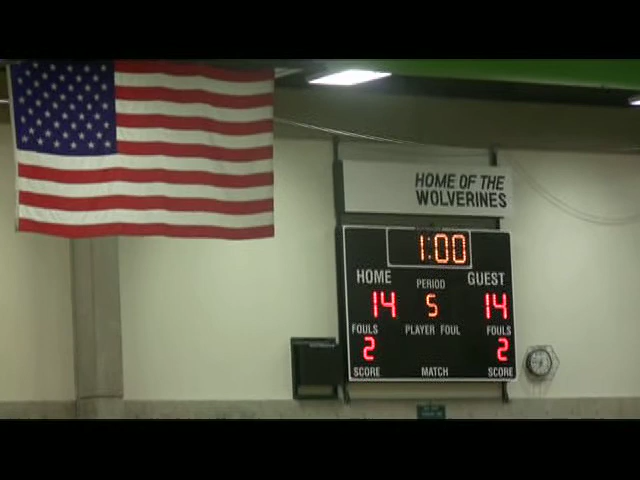 HOME OF THE
WOLVERINES
1:00
HOME PERIOD GUEST
14 5 14
FOULS PLAYER FOUL FOULS
2 2
SCORE MATCH SCORE